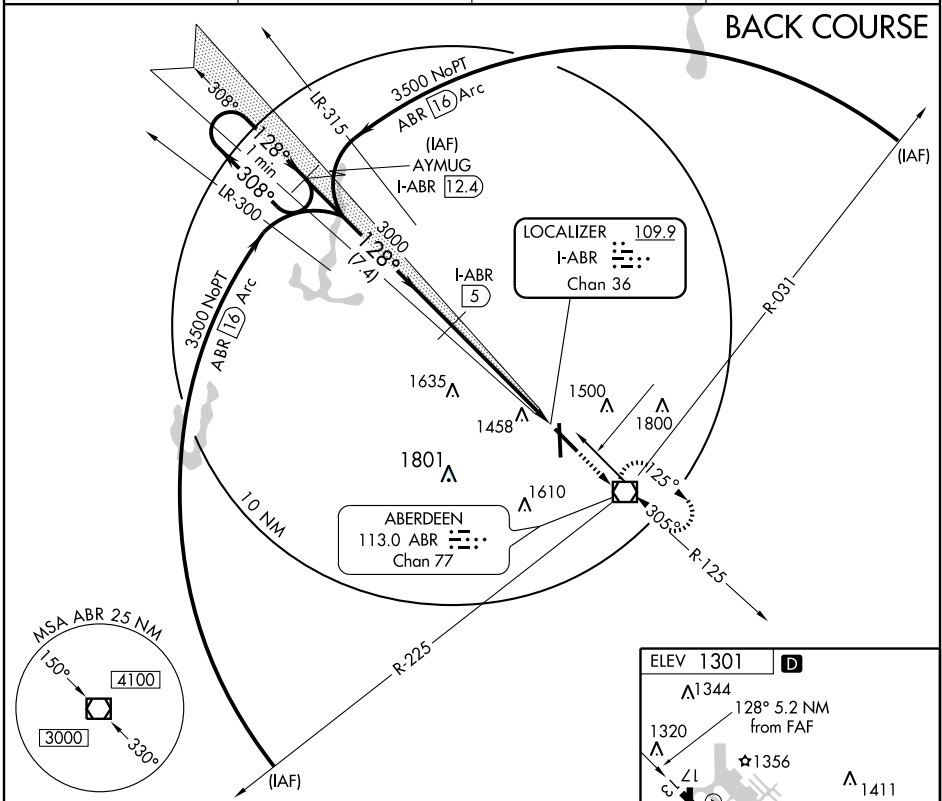 BACK COURSE
3500 NoPT
ABR 16 Arc
LR-315
308°
128°
1 min
308°
LR-300
(IAF)
AYMUG
I-ABR 12.4
(IAF)
3000
128°
(7.4)
I-ABR
5
LOCALIZER 109.9
I-ABR
Chan 36
R-031
3500 NoPT
ABR 16 Arc
1635
1458
1500
1800
1801
1610
125°
305°
10 NM
ABERDEEN
113.0 ABR
Chan 77
R-125
R-225
MSA ABR 25 NM
150°
4100
3000
330°
(IAF)
ELEV 1301 D
1344
128° 5.2 NM
from FAF
1320
1356
1411
17
13